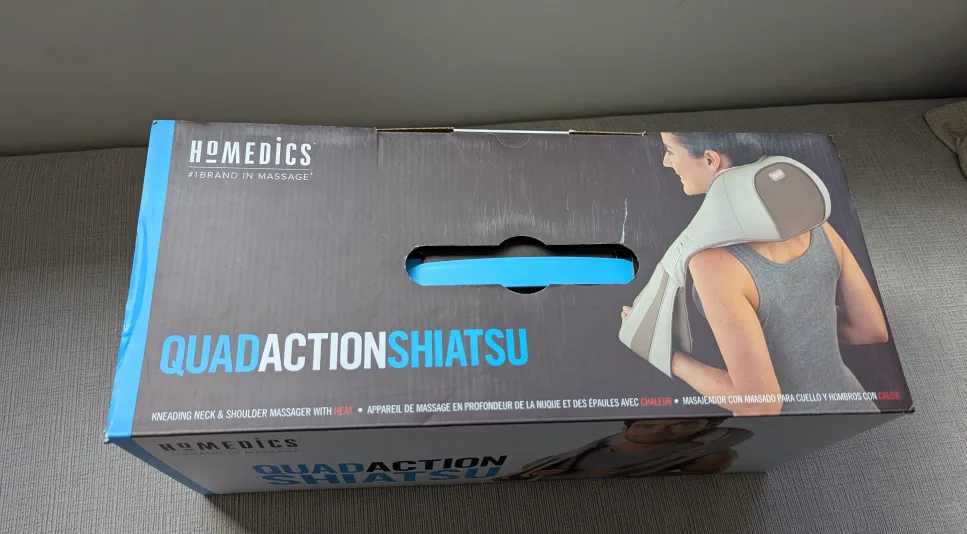 HOMEDICS
#1BRAND IN MASSAGE*
QUADACTIONSHIATSU
KNEADING NECK & SHOULDER MASSAGER WITH HEAT • APPAREIL DE MASSAGE EN PROFONDEUR DE LA NUQUE ET DES ÉPAULES AVEC CHALEUR • MASAJEADOR CON AMASADO PARA CUELLO Y HOMBROS CON CALOR
HOMEDICS
#1BRAND IN MASSAGE
QUADACTION
SHIATSU